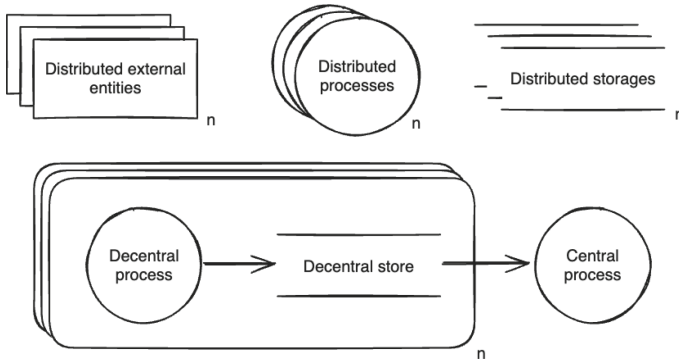 Distributed external
entities
n
Distributed
processes
n
Distributed storages
n
Decentral
process
Decentral store
Central
process
n